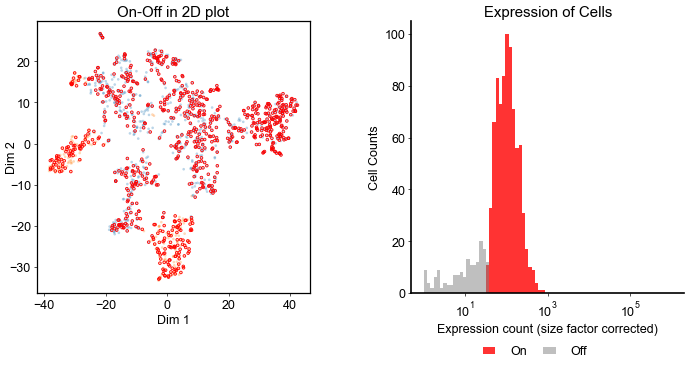 On-Off in 2D plot
Dim 2
20
10
0
−10
−20
−30
−40
−20
0
20
40
Dim 1
Expression of Cells
Cell Counts
100
80
60
40
20
0
10^1
10^3
10^5
Expression count (size factor corrected)
On
Off